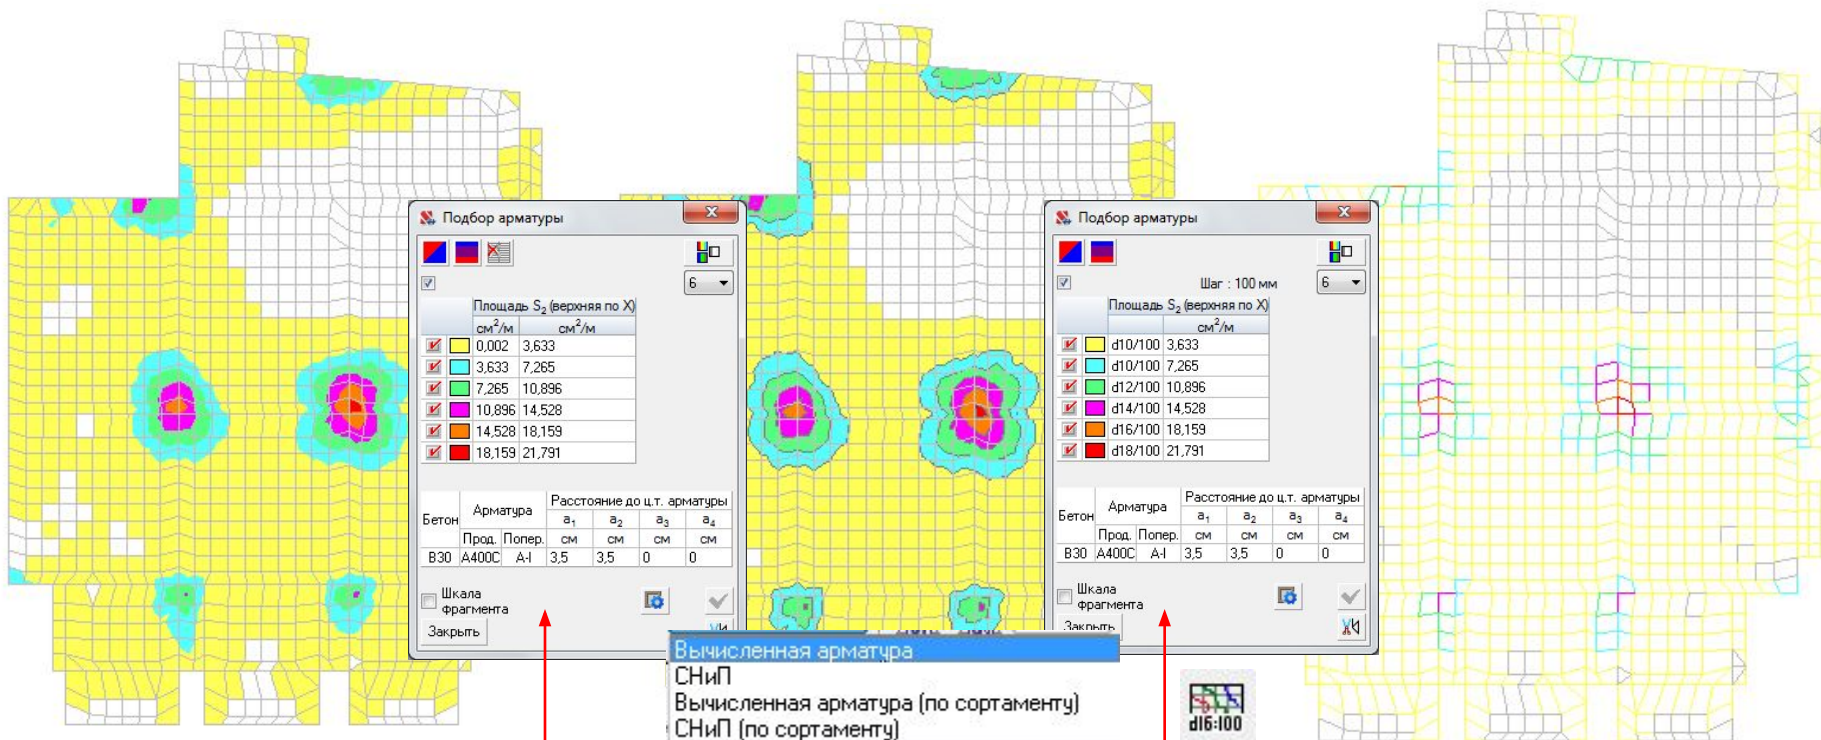 Подбор арматуры
6
Площадь S2 (верхняя по X)
см2/м см2/м
0,002 3,633
3,633 7,265
7,265 10,896
10,896 14,528
14,528 18,159
18,159 21,791
Бетон Арматура Расстояние до ц.т. арматуры
a1 a2 a3 a4
Прод. Попер. см см см см
B30 A400C A-I 3,5 3,5 0 0
Шкала
фрагмента
Закрыть
Подбор арматуры
Шаг : 100 мм 6
Площадь S2 (верхняя по X)
см2/м
d10/100 3,633
d10/100 7,265
d12/100 10,896
d14/100 14,528
d16/100 18,159
d18/100 21,791
Бетон Арматура Расстояние до ц.т. арматуры
a1 a2 a3 a4
Прод. Попер. см см см см
B30 A400C A-I 3,5 3,5 0 0
Шкала
фрагмента
Закрыть
Вычисленная арматура
СНиП
Вычисленная арматура (по сортаменту)
СНиП (по сортаменту)
d16:100